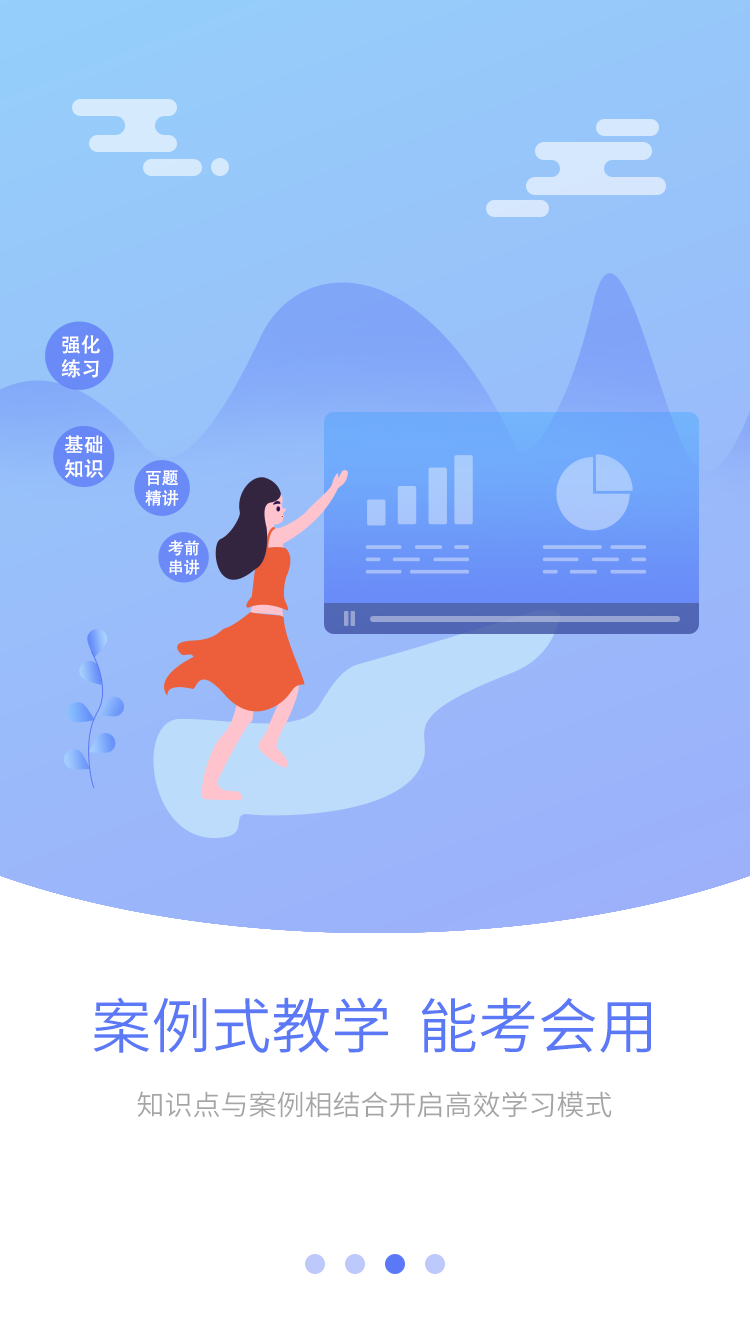 强化
练习
基础
知识
百题
精讲
考前
串讲
案例式教学 能考会用
知识点与案例相结合开启高效学习模式